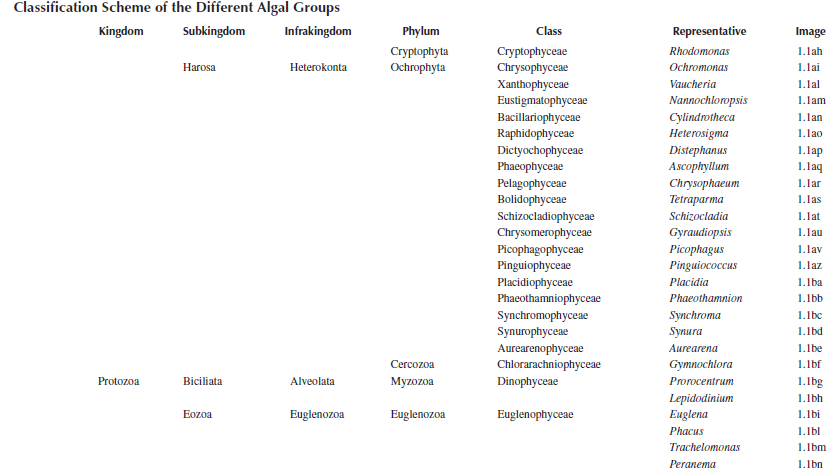 Classification Scheme of the Different Algal Groups
Kingdom Subkingdom Infrakingdom Phylum Class Representative Image
Cryptophyta Cryptophyceae Rhodomonas 1.1ah
Harosa Heterokonta Ochrophyta Chrysophyceae Ochromonas 1.1ai
Xanthophyceae Vaucheria 1.1al
Eustigmatophyceae Nannochloropsis 1.1am
Bacillariophyceae Cylindrotheca 1.1an
Raphidophyceae Heterosigma 1.1ao
Dictyochophyceae Distephanus 1.1ap
Phaeophyceae Ascophyllum 1.1aq
Pelagophyceae Chrysophaeum 1.1ar
Bolidophyceae Tetraparma 1.1as
Schizocladiophyceae Schizocladia 1.1at
Chrysomerophyceae Gyraudiopsis 1.1au
Picophagophyceae Picophagus 1.1av
Pinguiophyceae Pinguiococcus 1.1az
Placidiophyceae Placidia 1.1ba
Phaeothamniophyceae Phaeothamnion 1.1bb
Synchromophyceae Synchroma 1.1bc
Synurophyceae Synura 1.1bd
Aurearenophyceae Aurearena 1.1be
Cercozoa Chlorarachniophyceae Gymnochlora 1.1bf
Protozoa Biciliata Alveolata Myzozoa Dinophyceae Prorocentrum 1.1bg
Lepidodinium 1.1bh
Eozoa Euglenozoa Euglenozoa Euglenophyceae Euglena 1.1bi
Phacus 1.1bl
Trachelomonas 1.1bm
Peranema 1.1bn